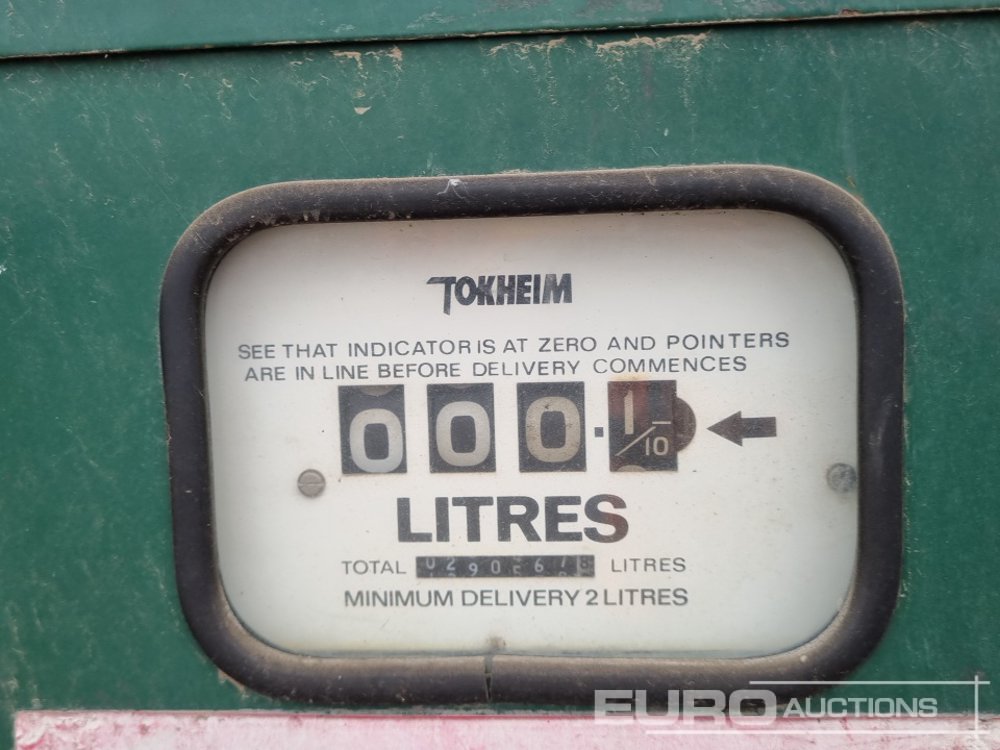 TOKHEIM
SEE THAT INDICATOR IS AT ZERO AND POINTERS
ARE IN LINE BEFORE DELIVERY COMMENCES
000.1/10
LITRES
TOTAL LITRES
MINIMUM DELIVERY 2 LITRES
EURO AUCTIONS